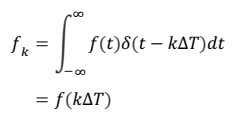 f_k = ∫_{-∞}^{∞} f(t)δ(t − kΔT)dt
= f(kΔT)